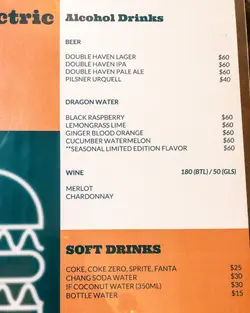 ctric
Alcohol Drinks
BEER
DOUBLE HAVEN LAGER $60
DOUBLE HAVEN IPA $60
DOUBLE HAVEN PALE ALE $60
PILSNER URQUELL $40
DRAGON WATER
BLACK RASPBERRY $60
LEMONGRASS LIME $60
GINGER BLOOD ORANGE $60
CUCUMBER WATERMELON $60
**SEASONAL LIMITED EDITION FLAVOR $60
WINE 180 (BTL) / 50 (GLS)
MERLOT
CHARDONNAY
SOFT DRINKS
COKE, COKE ZERO, SPRITE, FANTA $25
CHANG SODA WATER $30
IF COCONUT WATER (350ML) $30
BOTTLE WATER $15